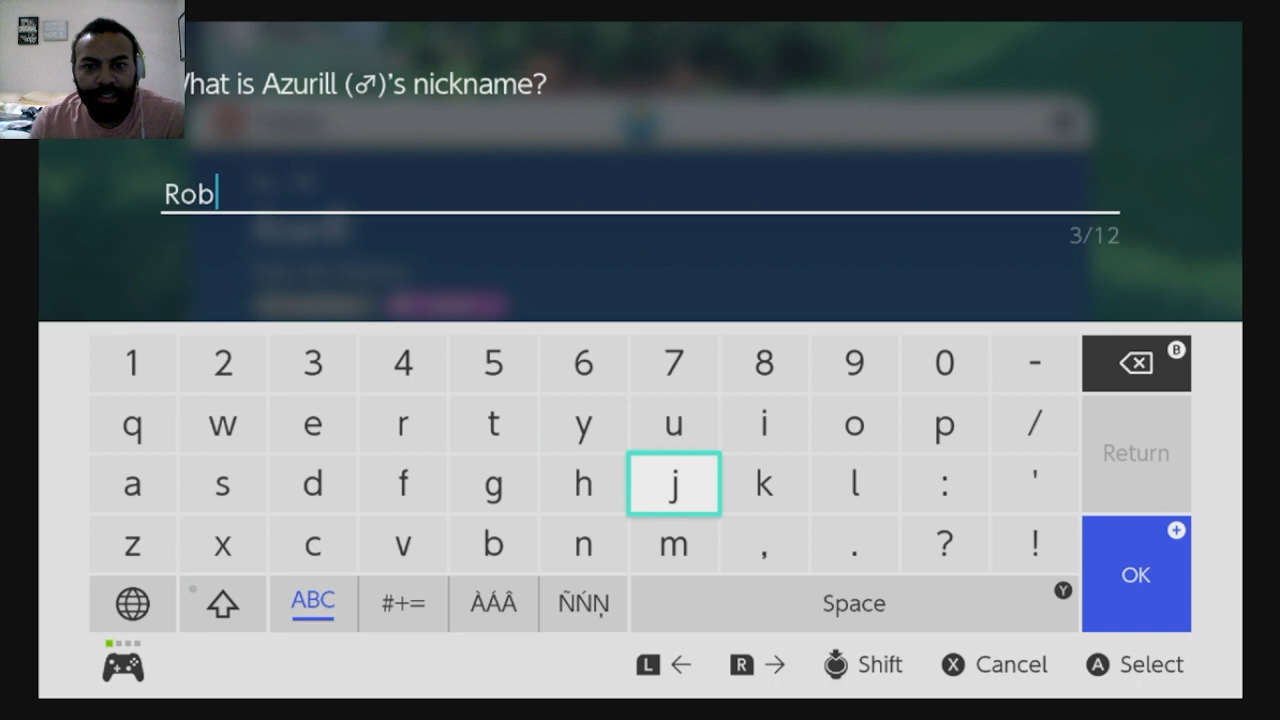 What is Azurill (♂)'s nickname?
Rob
3/12
1 2 3 4 5 6 7 8 9 0 -
B
q w e r t y u i o p /
Return
a s d f g h j k l : '
z x c v b n m , . ? !
+
OK
ABC #+= ÀÁÂ ÑŃŅ Space Y
L ← R → Shift X Cancel A Select